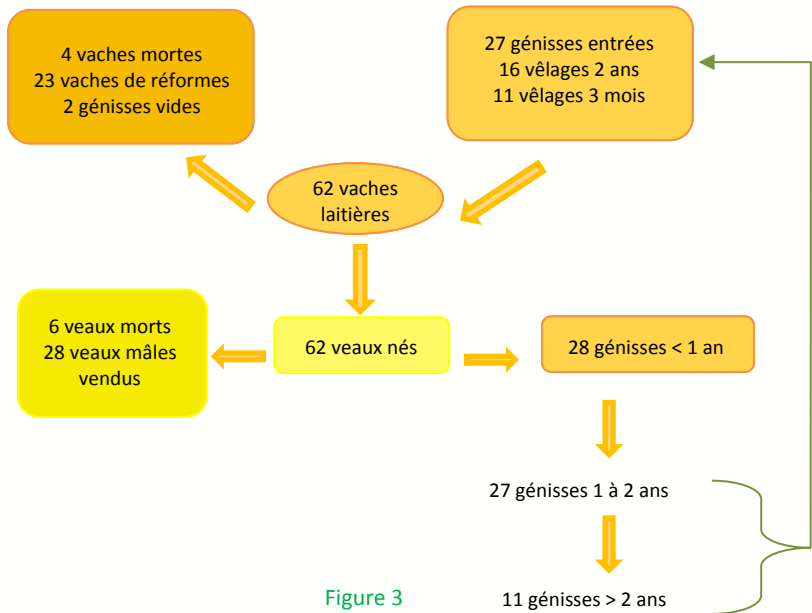 4 vaches mortes
23 vaches de réformes
2 génisses vides
27 génisses entrées
16 vêlages 2 ans
11 vêlages 3 mois
62 vaches
laitières
6 veaux morts
28 veaux mâles
vendus
62 veaux nés
28 génisses < 1 an
27 génisses 1 à 2 ans
11 génisses > 2 ans
Figure 3